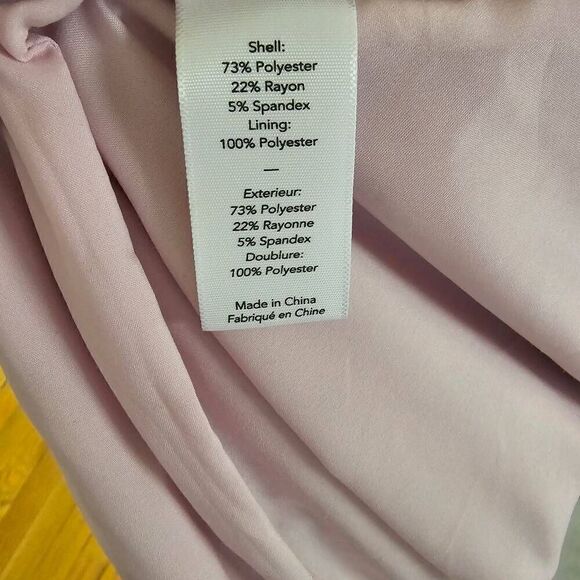 Shell:
73% Polyester
22% Rayon
5% Spandex
Lining:
100% Polyester
—
Exterieur:
73% Polyester
22% Rayonne
5% Spandex
Doublure:
100% Polyester
Made in China
Fabriqué en Chine